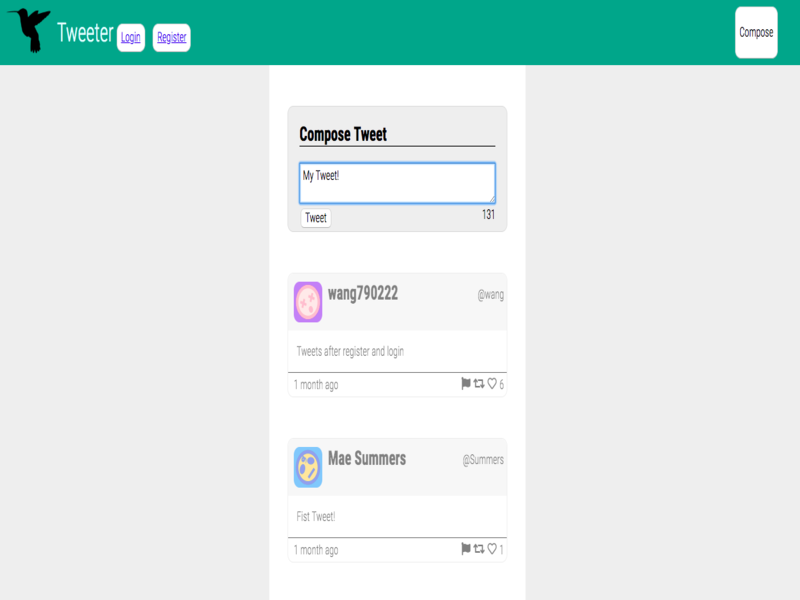 Tweeter Login Register Compose
Compose Tweet
My Tweet!
Tweet 131
wang790222 @wang
Tweets after register and login
1 month ago 6
Mae Summers @Summers
Fist Tweet!
1 month ago 1